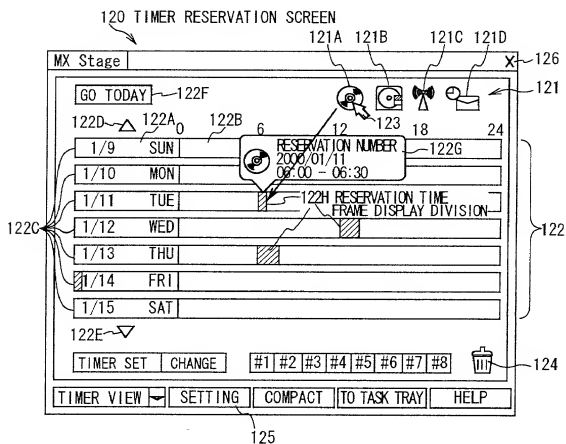 120 TIMER RESERVATION SCREEN
121A 121B 121C 121D
MX Stage X 126
GO TODAY 122F 121
122D 122A 0 122B 6 12 123 18 24
1/9 SUN RESERVATION NUMBER 122G
2000/01/11
1/10 MON 06:00 - 06:30
1/11 TUE 122H RESERVATION TIME
FRAME DISPLAY DIVISION
122C 1/12 WED 122
1/13 THU
1/14 FRI
1/15 SAT
122E
TIMER SET CHANGE #1 #2 #3 #4 #5 #6 #7 #8 124
TIMER VIEW SETTING COMPACT TO TASK TRAY HELP
125